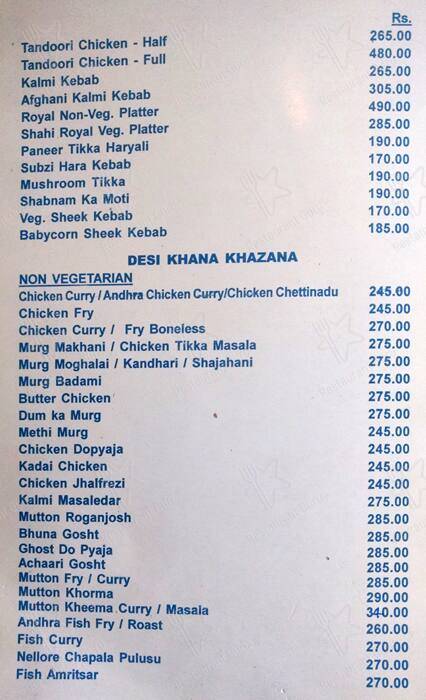 Rs.
Tandoori Chicken - Half 265.00
Tandoori Chicken - Full 480.00
Kalmi Kebab 265.00
Afghani Kalmi Kebab 305.00
Royal Non-Veg. Platter 490.00
Shahi Royal Veg. Platter 285.00
Paneer Tikka Haryali 190.00
Subzi Hara Kebab 170.00
Mushroom Tikka 190.00
Shabnam Ka Moti 190.00
Veg. Sheek Kebab 170.00
Babycorn Sheek Kebab 185.00
DESI KHANA KHAZANA
NON VEGETARIAN
Chicken Curry / Andhra Chicken Curry/Chicken Chettinadu 245.00
Chicken Fry 245.00
Chicken Curry / Fry Boneless 270.00
Murg Makhani / Chicken Tikka Masala 275.00
Murg Moghalai / Kandhari / Shajahani 275.00
Murg Badami 275.00
Butter Chicken 275.00
Dum ka Murg 275.00
Methi Murg 245.00
Chicken Dopyaja 245.00
Kadai Chicken 245.00
Chicken Jhalfrezi 245.00
Kalmi Masaledar 275.00
Mutton Roganjosh 285.00
Bhuna Gosht 285.00
Ghost Do Pyaja 285.00
Achaari Gosht 285.00
Mutton Fry / Curry 285.00
Mutton Khorma 290.00
Mutton Kheema Curry / Masala 340.00
Andhra Fish Fry / Roast 260.00
Fish Curry 270.00
Nellore Chapala Pulusu 270.00
Fish Amritsar 270.00